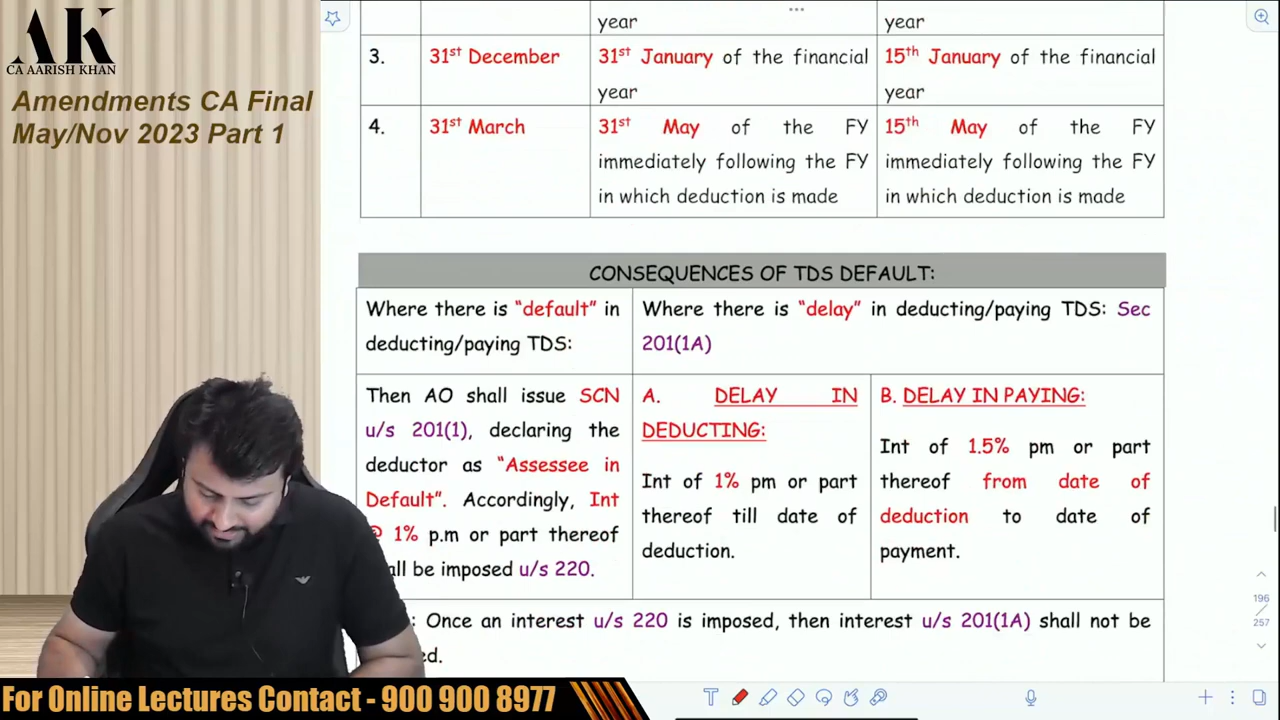 AK
CA AARISH KHAN
Amendments CA Final
May/Nov 2023 Part 1
year
year
3.
31st December
31st January of the financial
year
15th January of the financial
year
4.
31st March
31st May of the FY
immediately following the FY
in which deduction is made
15th May of the FY
immediately following the FY
in which deduction is made
CONSEQUENCES OF TDS DEFAULT:
Where there is "default" in
deducting/paying TDS:
Where there is "delay" in deducting/paying TDS: Sec
201(1A)
Then AO shall issue SCN
u/s 201(1), declaring the
deductor as "Assessee in
Default". Accordingly, Int
1% p.m or part thereof
be imposed u/s 220.
A. DELAY IN
DEDUCTING:
Int of 1% pm or part
thereof till date of
deduction.
B. DELAY IN PAYING:
Int of 1.5% pm or part
thereof from date of
deduction to date of
payment.
: Once an interest u/s 220 is imposed, then interest u/s 201(1A) shall not be
196
257
For Online Lectures Contact - 900 900 8977